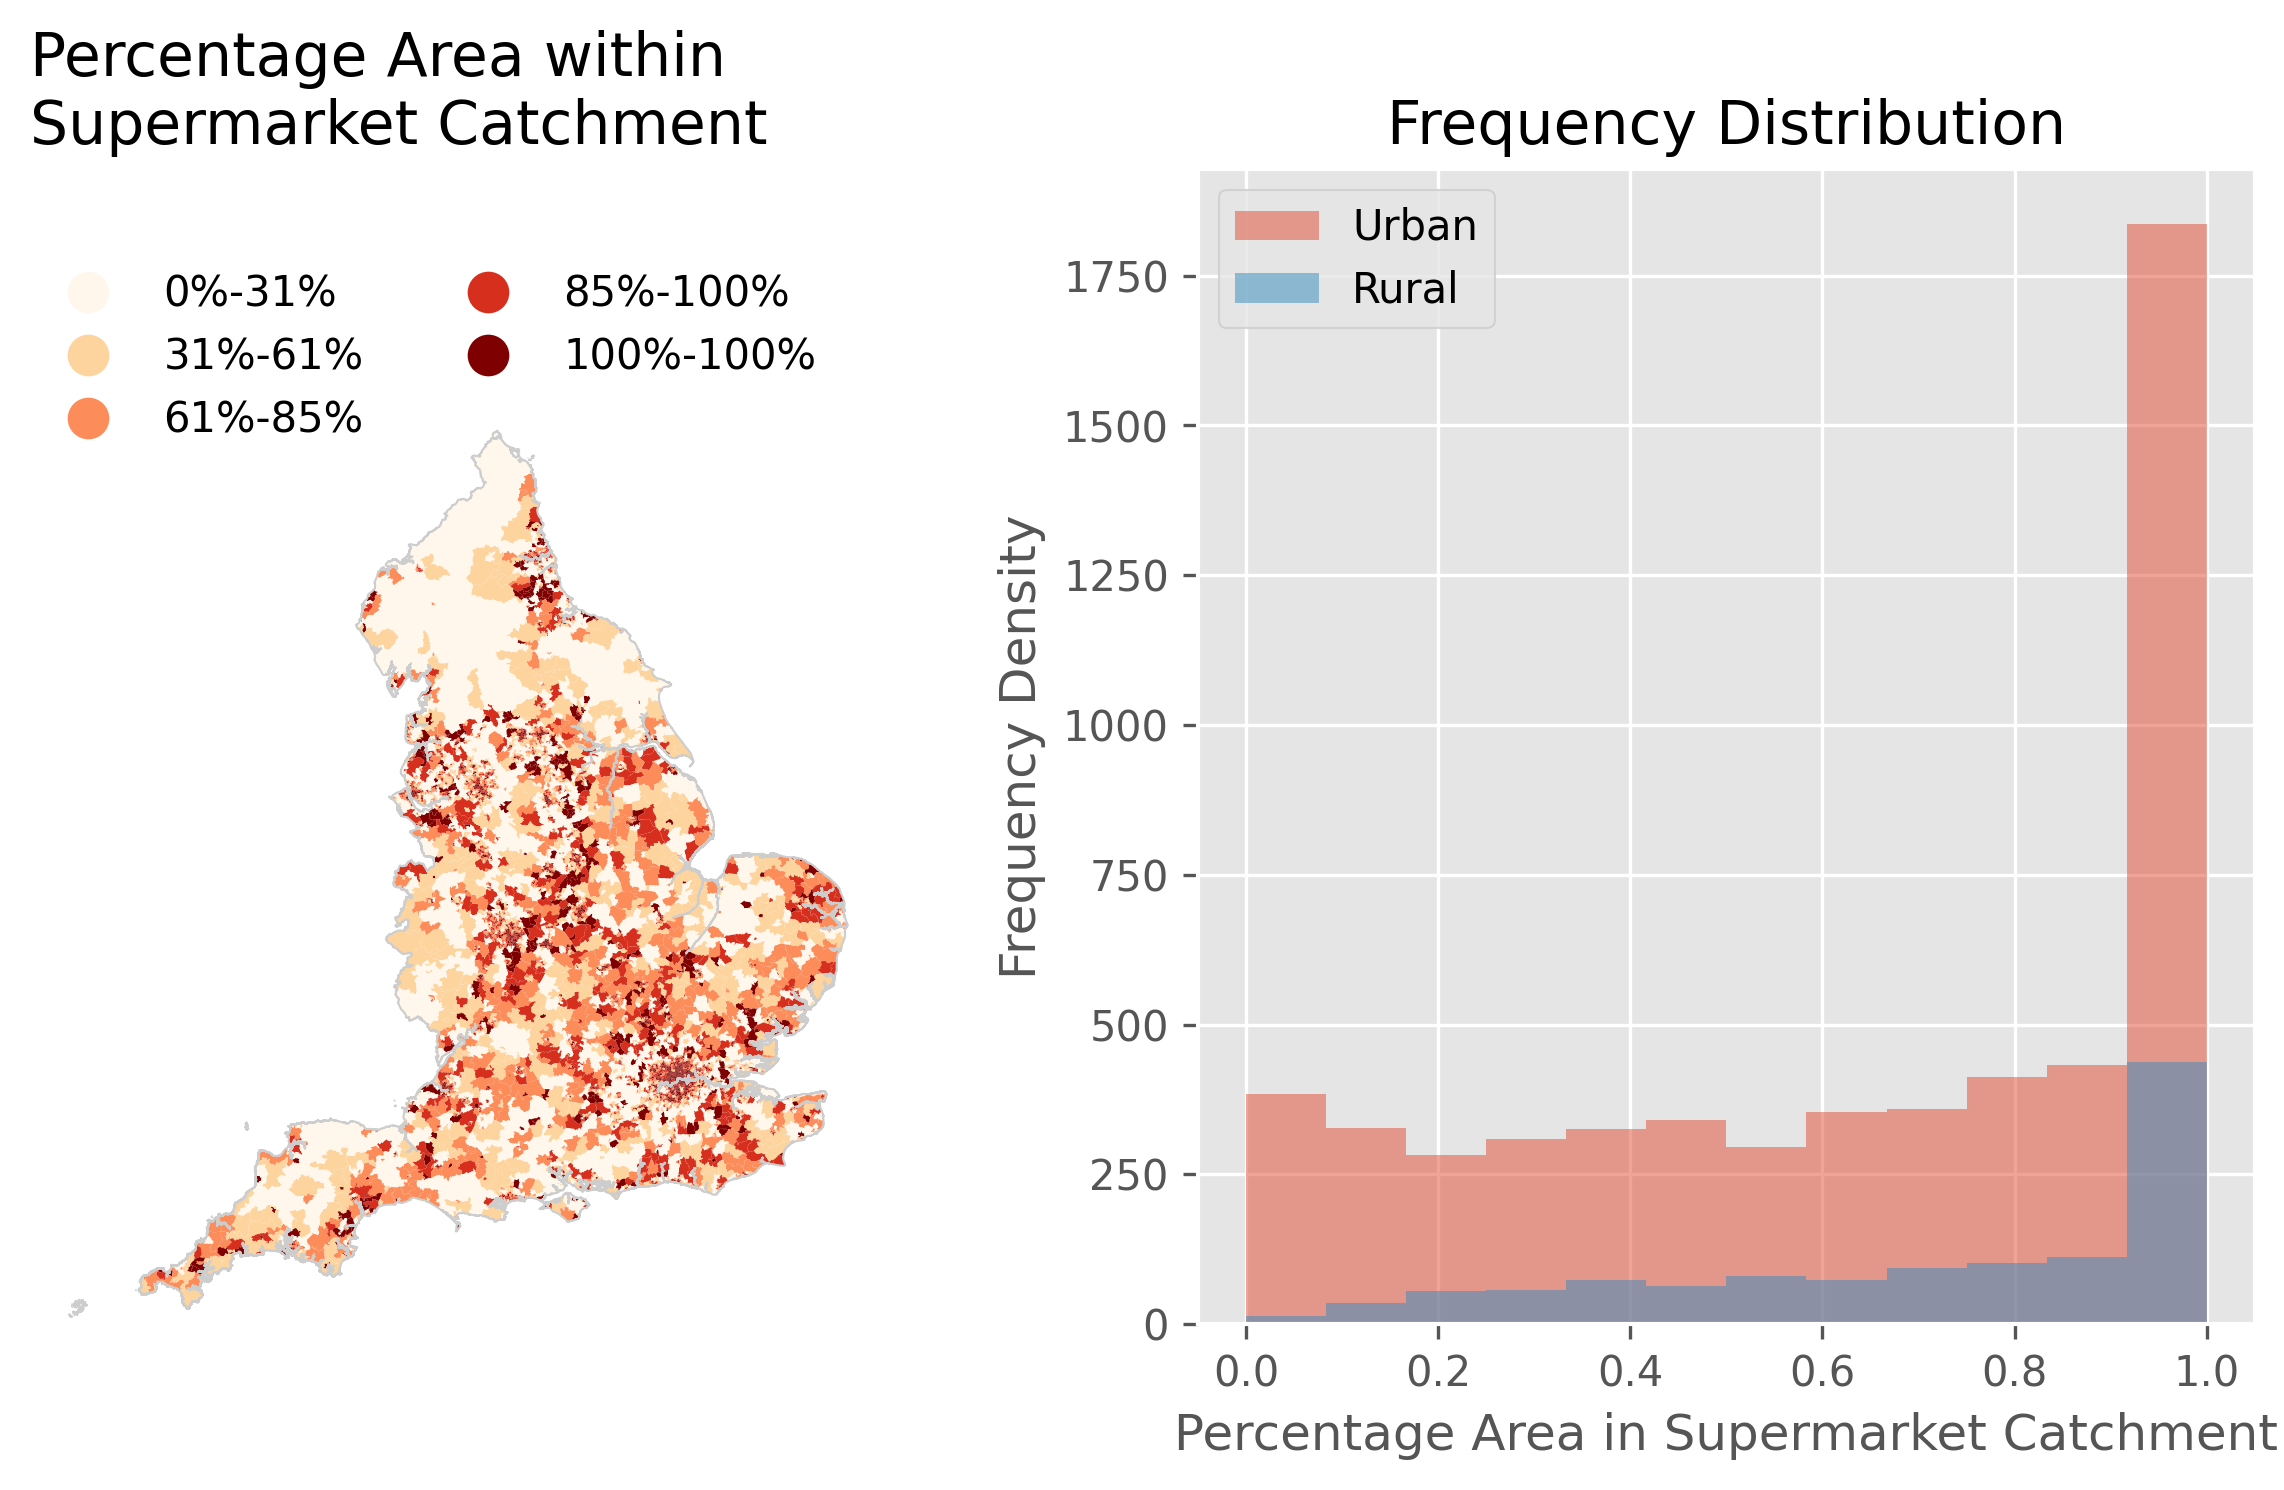 Percentage Area within
Supermarket Catchment
0%-31%
31%-61%
61%-85%
85%-100%
100%-100%
Frequency Distribution
Urban
Rural
Frequency Density
1750
1500
1250
1000
750
500
250
0
0.0 0.2 0.4 0.6 0.8 1.0
Percentage Area in Supermarket Catchment